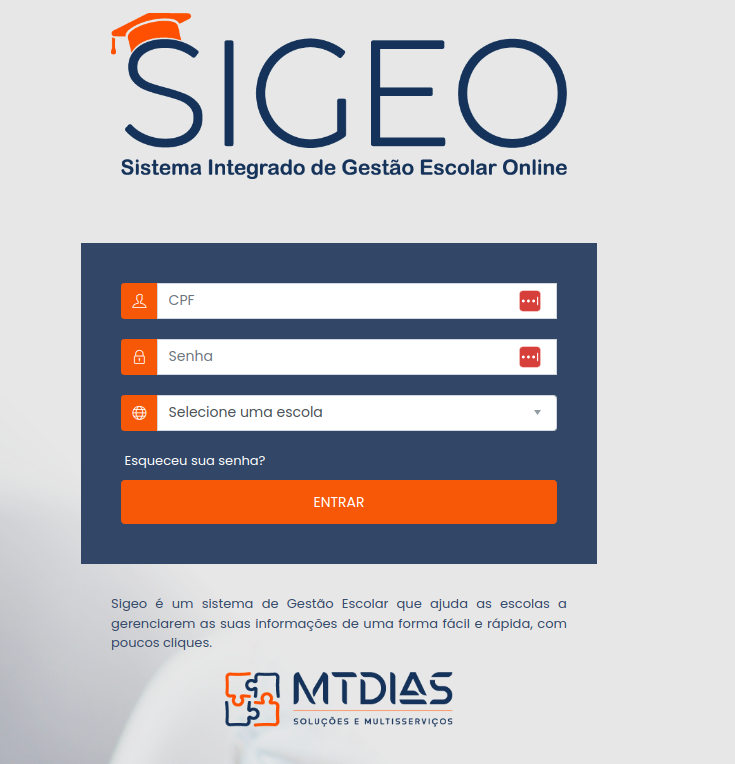 SIGEO
Sistema Integrado de Gestão Escolar Online
CPF
Senha
Selecione uma escola
Esqueceu sua senha?
ENTRAR
Sigeo é um sistema de Gestão Escolar que ajuda as escolas a
gerenciarem as suas informações de uma forma fácil e rápida, com
poucos cliques.
MTDIAS
SOLUÇÕES E MULTISSERVIÇOS